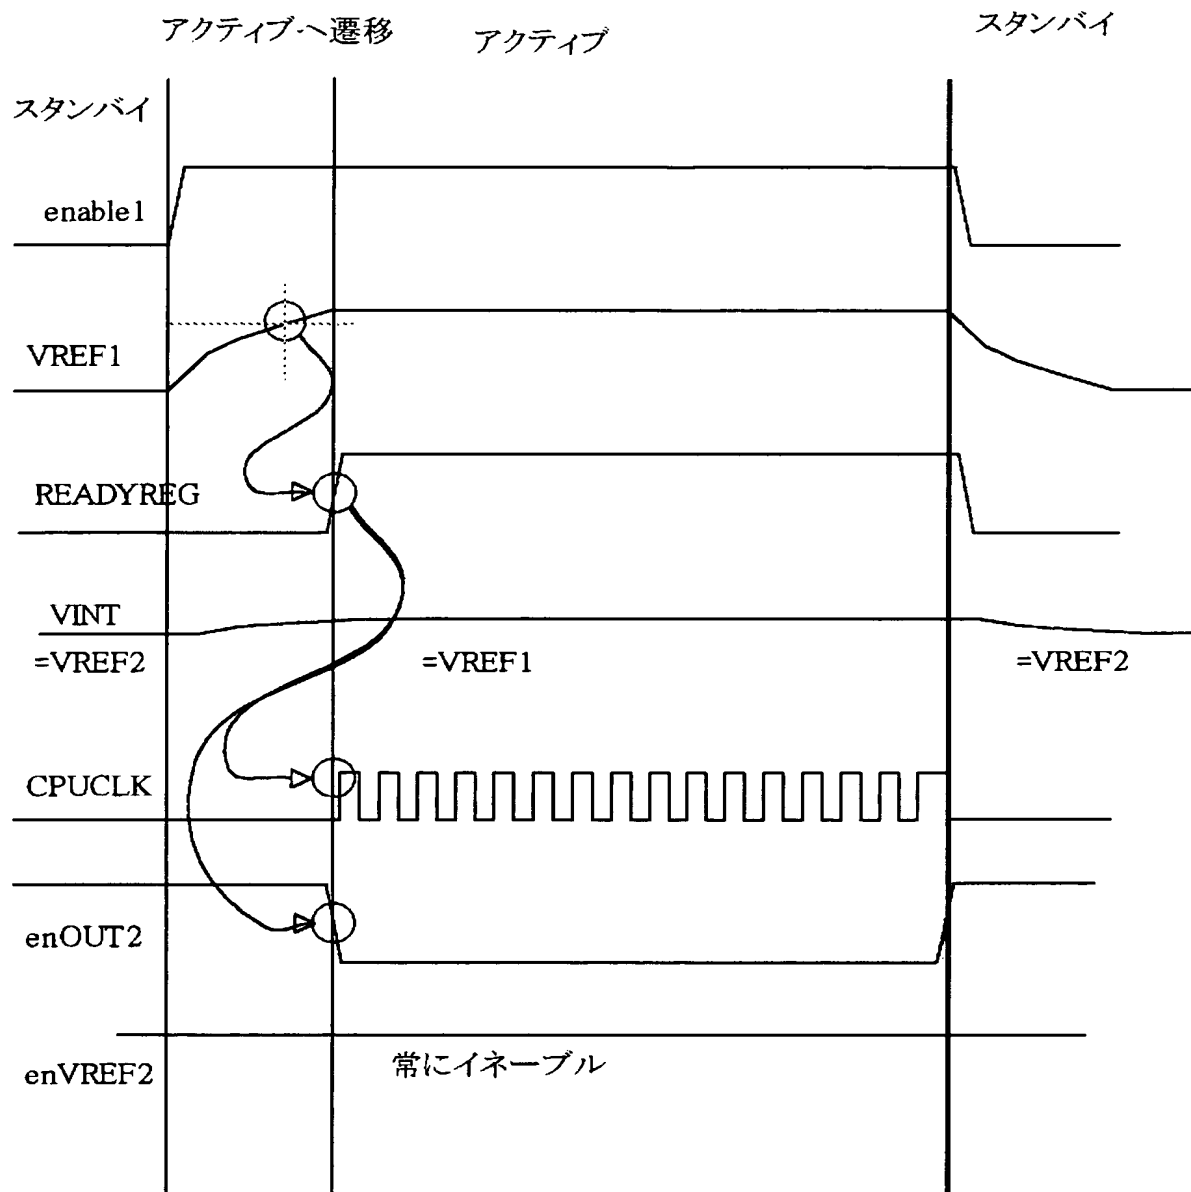 アクティブへ遷移
アクティブ
スタンバイ
スタンバイ
enable1
VREF1
READYREG
VINT
=VREF2
=VREF1
=VREF2
CPUCLK
enOUT2
常にイネーブル
enVREF2